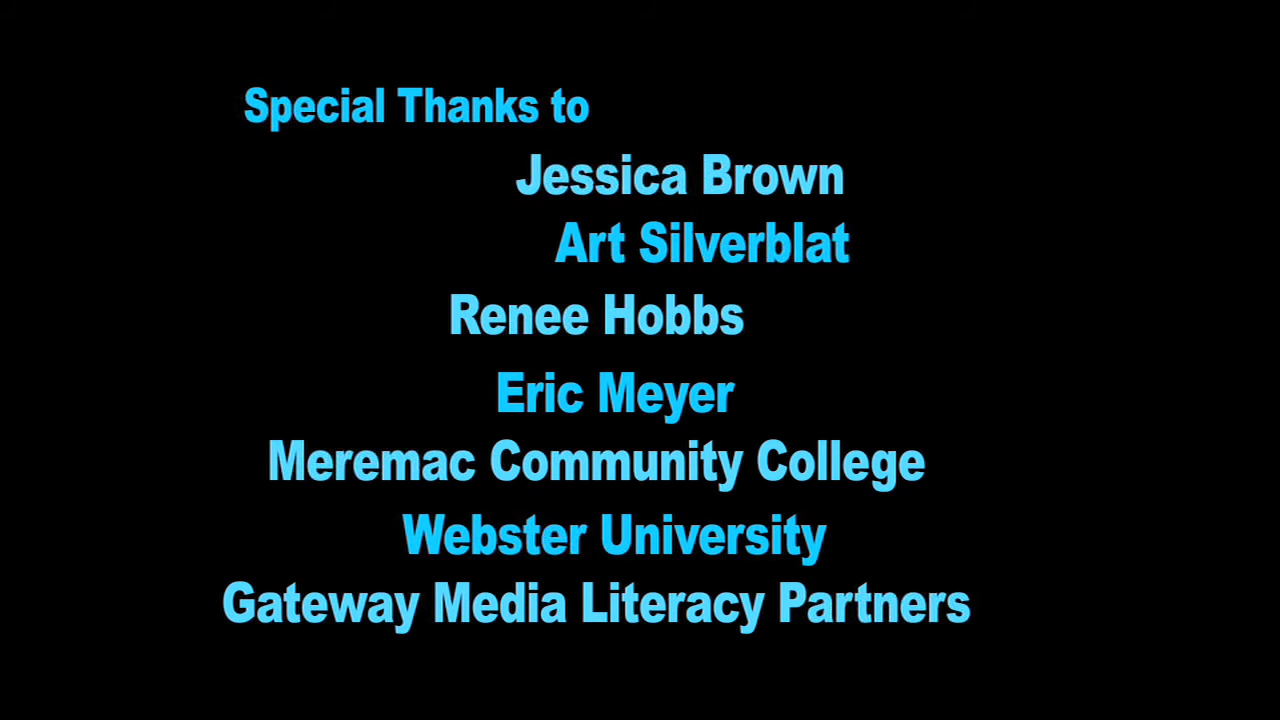 Special Thanks to
Jessica Brown
Art Silverblat
Renee Hobbs
Eric Meyer
Meremac Community College
Webster University
Gateway Media Literacy Partners